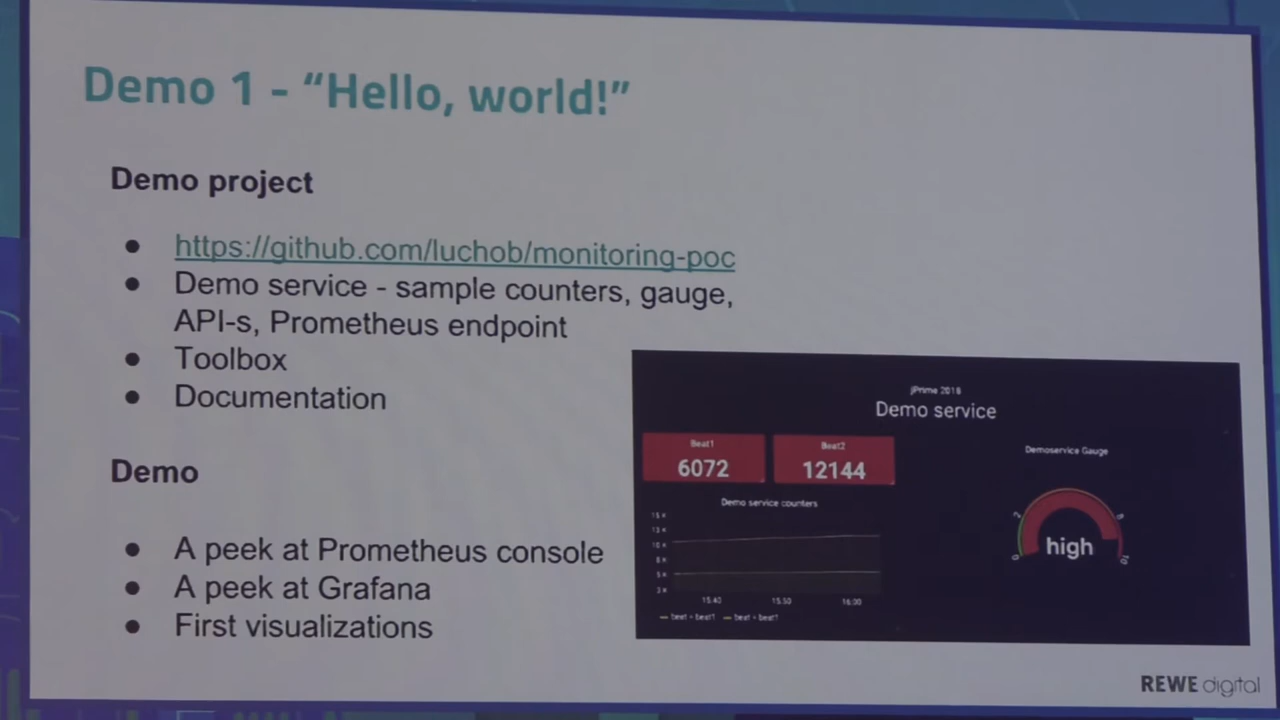 Demo 1 - “Hello, world!”
Demo project
● https://github.com/luchob/monitoring-poc
● Demo service - sample counters, gauge,
API-s, Prometheus endpoint
● Toolbox
● Documentation
Demo
● A peek at Prometheus console
● A peek at Grafana
● First visualizations
jPrime 2018
Demo service
Beat1
6072
Beat2
12144
Demo service counters
15:40
15:50
16:00
Demoservice Gauge
high
REWE digital